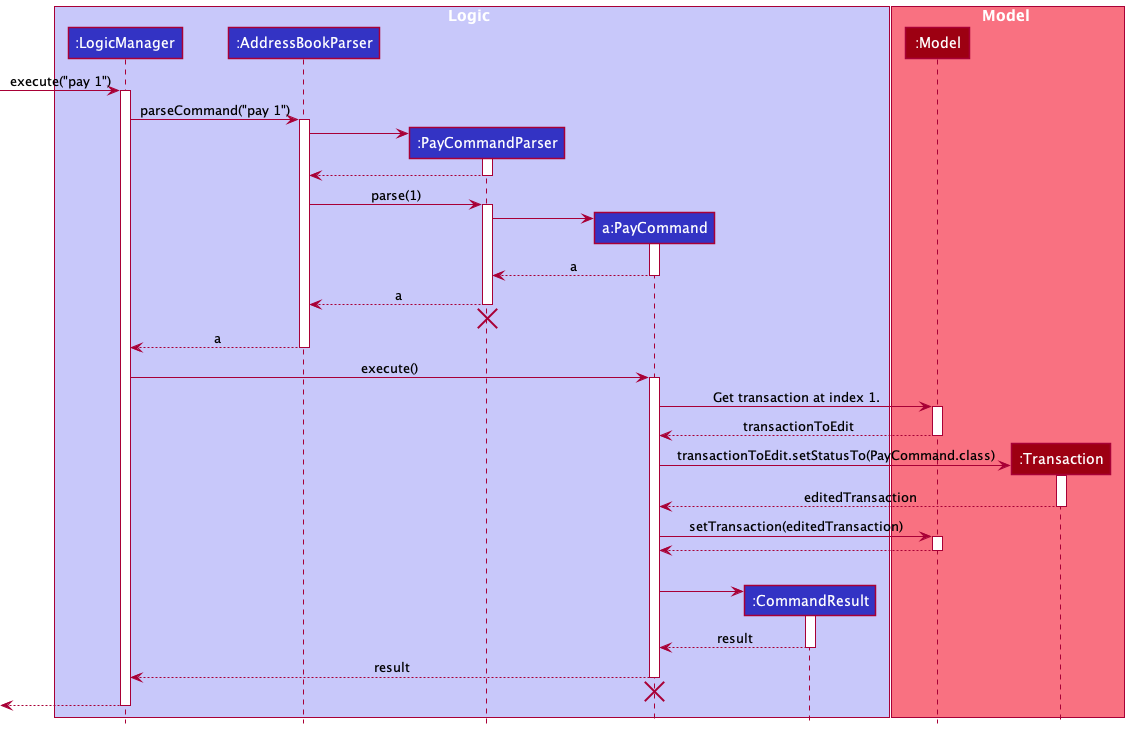 Logic
Model
:LogicManager
:AddressBookParser
:Model
execute("pay 1")
parseCommand("pay 1")
:PayCommandParser
parse(1)
a:PayCommand
a
a
a
execute()
Get transaction at index 1.
transactionToEdit
transactionToEdit.setStatusTo(PayCommand.class)
:Transaction
editedTransaction
setTransaction(editedTransaction)
:CommandResult
result
result